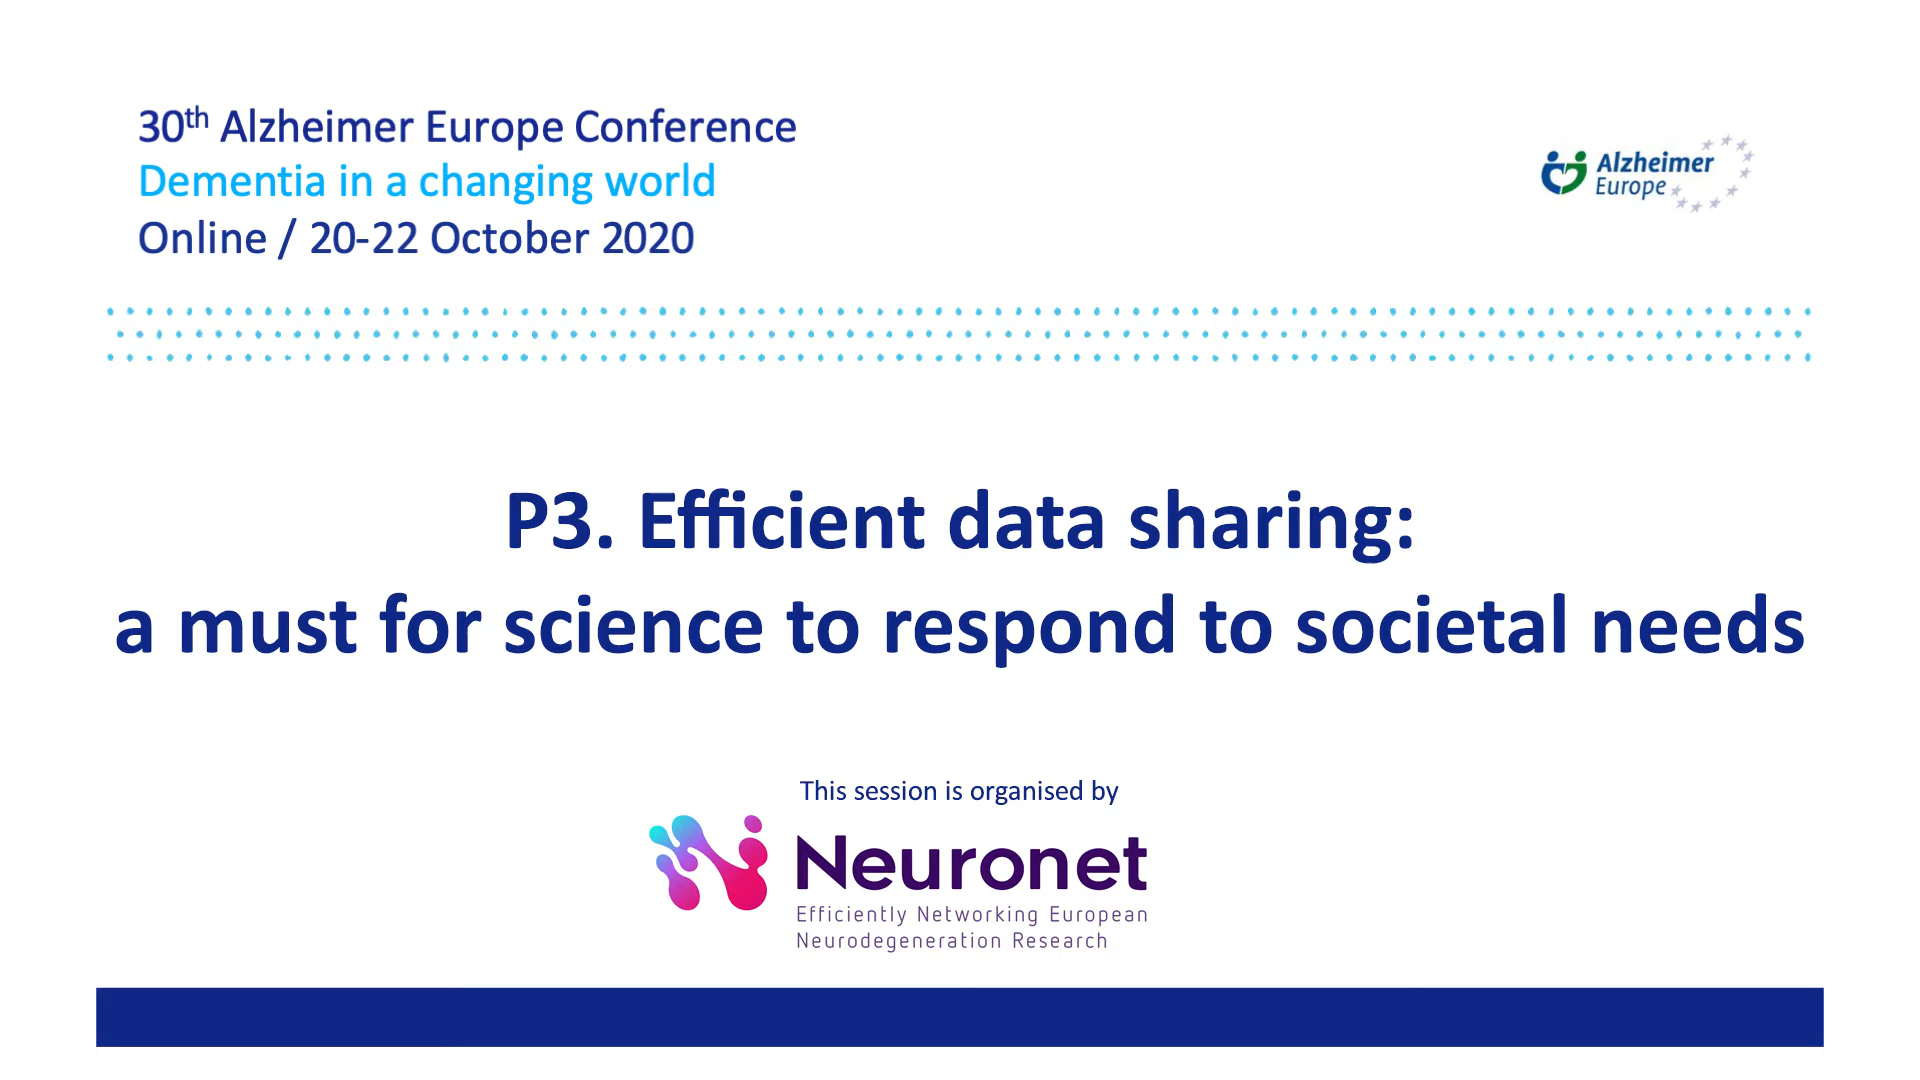 30th Alzheimer Europe Conference
Dementia in a changing world
Online / 20-22 October 2020
Alzheimer
Europe
P3. Efficient data sharing:
a must for science to respond to societal needs
This session is organised by
Neuronet
Efficiently Networking European
Neurodegeneration Research